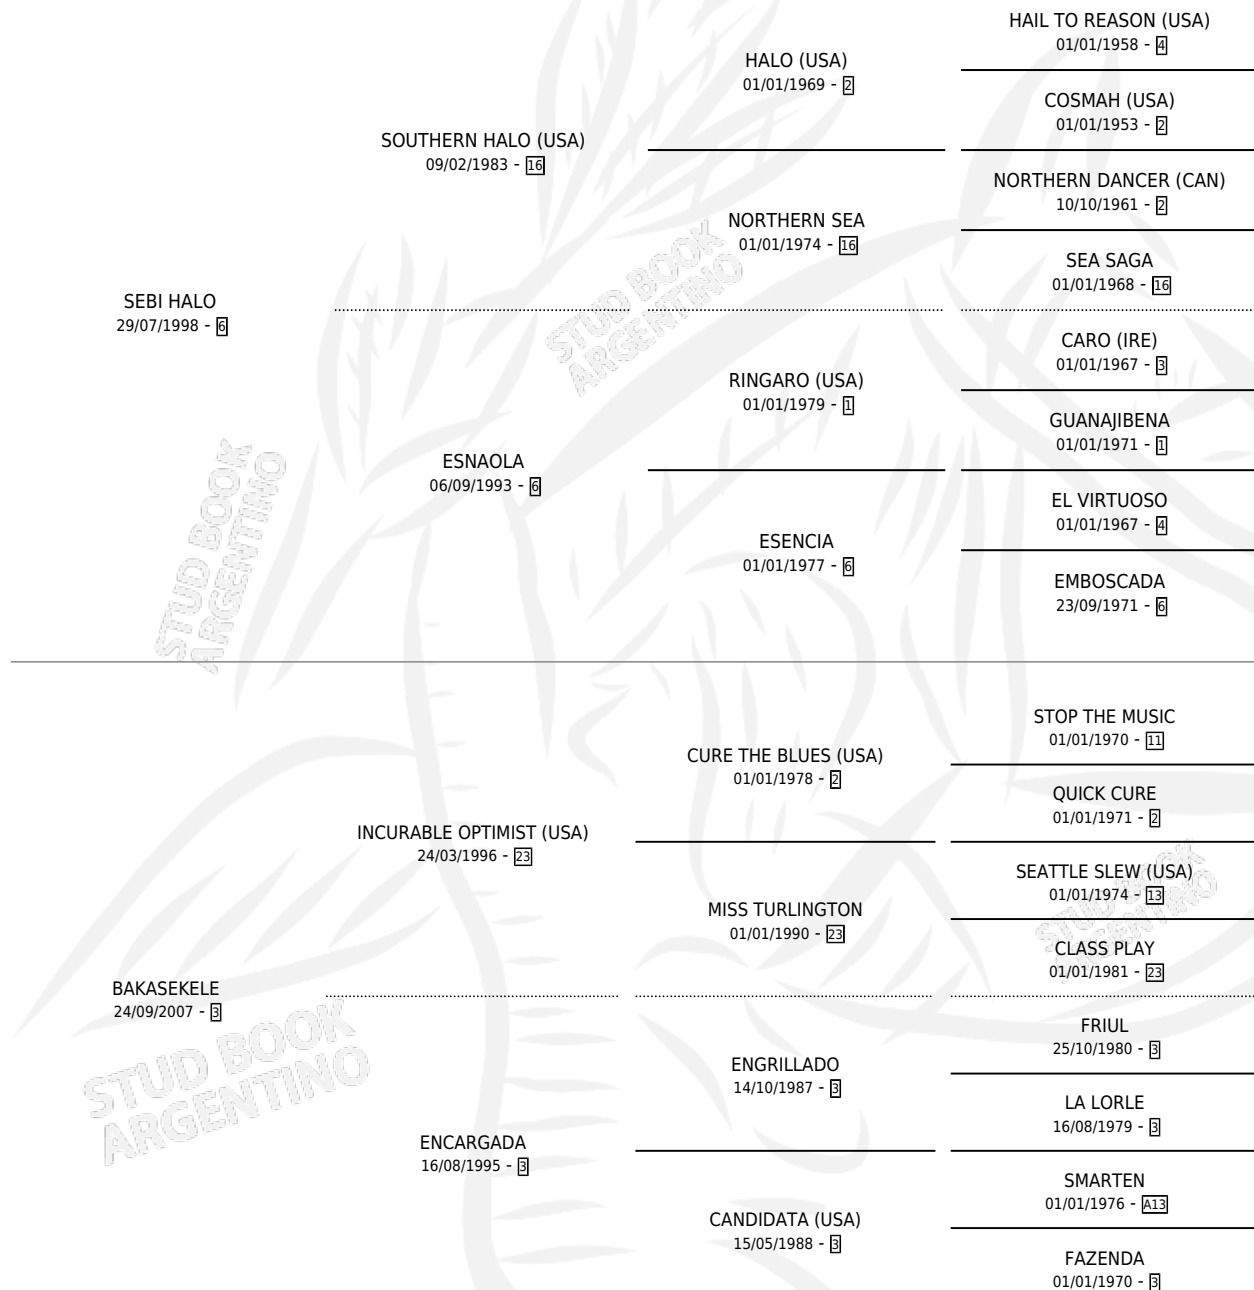 HAIL TO REASON (USA)
01/01/1958 - 4
HALO (USA)
01/01/1969 - 2
COSMAH (USA)
01/01/1953 - 2
SOUTHERN HALO (USA)
09/02/1983 - 16
NORTHERN DANCER (CAN)
10/10/1961 - 2
NORTHERN SEA
01/01/1974 - 16
SEA SAGA
01/01/1968 - 16
SEBI HALO
29/07/1998 - 6
CARO (IRE)
01/01/1967 - 3
RINGARO (USA)
01/01/1979 - 1
GUANAJIBENA
01/01/1971 - 1
ESNAOLA
06/09/1993 - 6
EL VIRTUOSO
01/01/1967 - 4
ESENCIA
01/01/1977 - 6
EMBOSCADA
23/09/1971 - 6
STUD BOOK
ARGENTINO
STUD BOOK
ARGENTINO
STOP THE MUSIC
01/01/1970 - 11
CURE THE BLUES (USA)
01/01/1978 - 2
QUICK CURE
01/01/1971 - 2
INCURABLE OPTIMIST (USA)
24/03/1996 - 23
SEATTLE SLEW (USA)
01/01/1974 - 13
MISS TURLINGTON
01/01/1990 - 23
CLASS PLAY
01/01/1981 - 23
STUD BOOK
ARGENTINO
BAKASEKELE
24/09/2007 - 3
FRIUL
25/10/1980 - 3
ENGRILLADO
14/10/1987 - 3
LA LORLE
16/08/1979 - 3
STUD BOOK
ARGENTINO
ENCARGADA
16/08/1995 - 3
SMARTEN
01/01/1976 - A13
CANDIDATA (USA)
15/05/1988 - 3
FAZENDA
01/01/1970 - 3